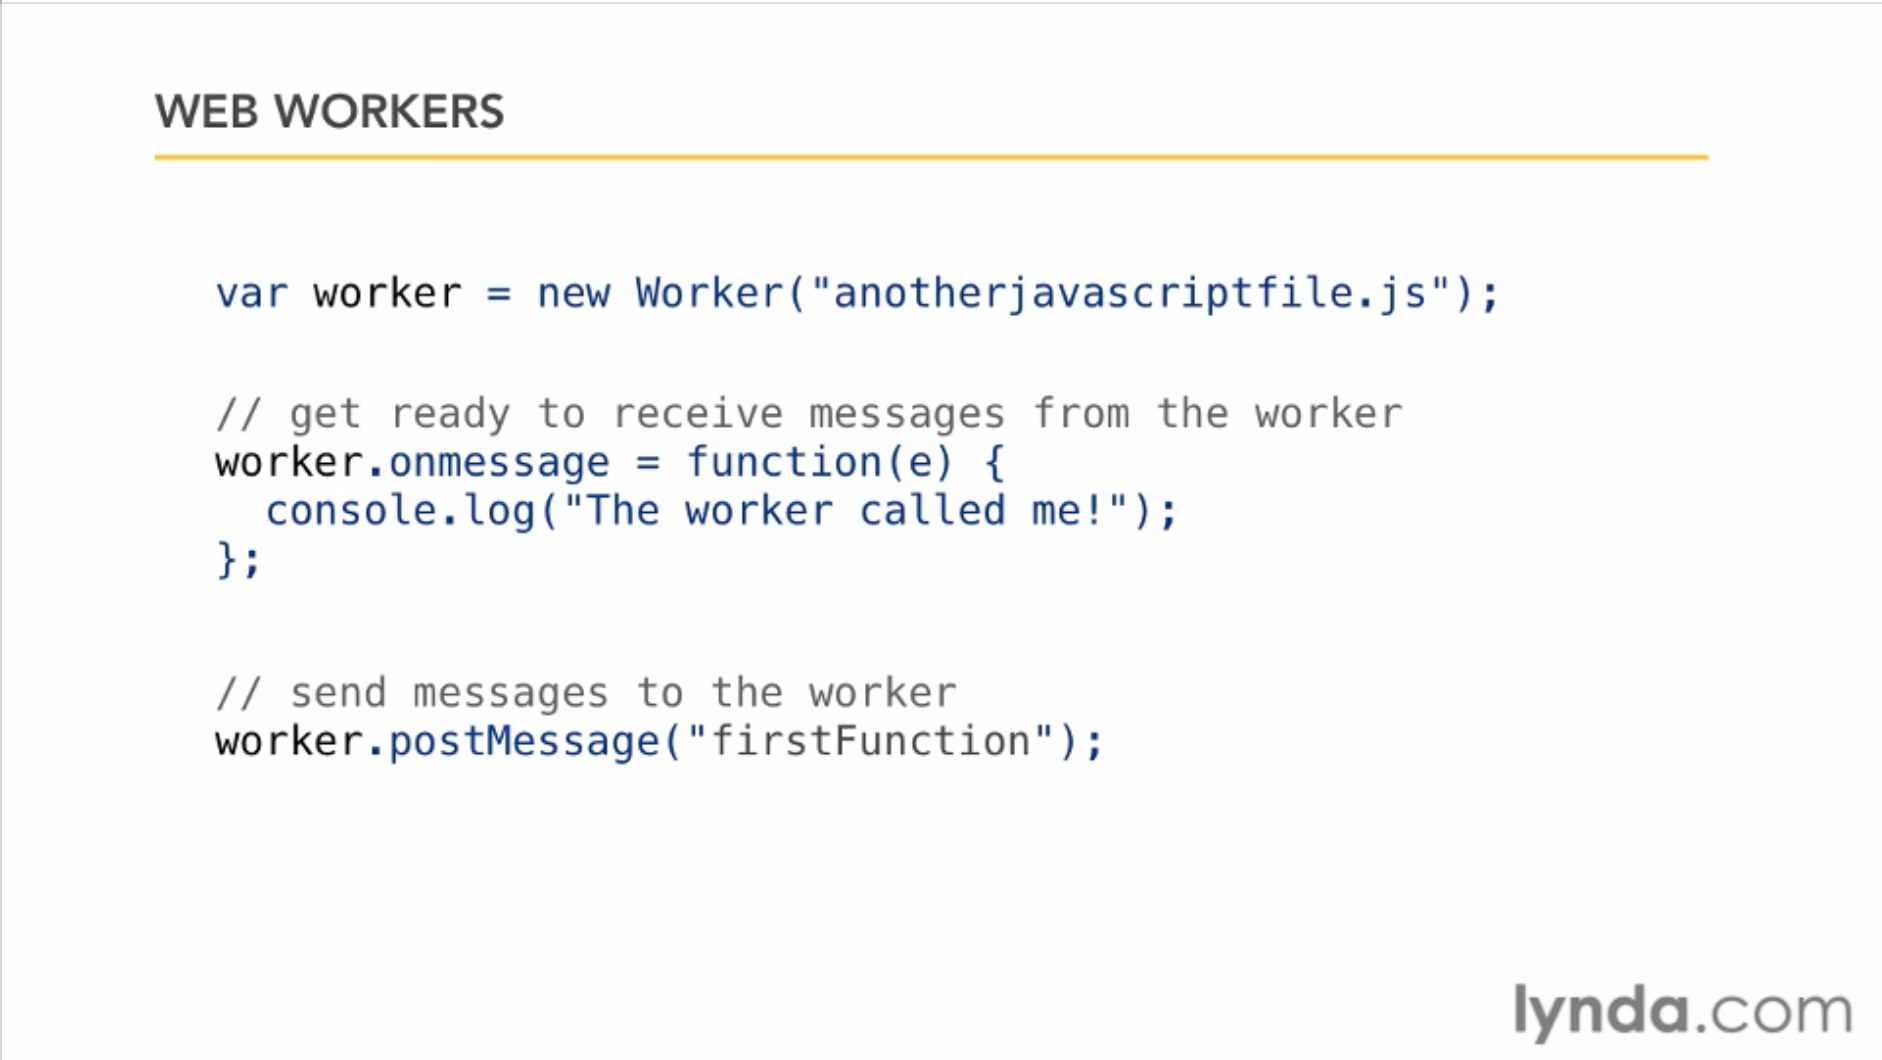 WEB WORKERS
var worker = new Worker("anotherjavascriptfile.js");
// get ready to receive messages from the worker
worker.onmessage = function(e) {
  console.log("The worker called me!");
};
// send messages to the worker
worker.postMessage("firstFunction");
lynda.com